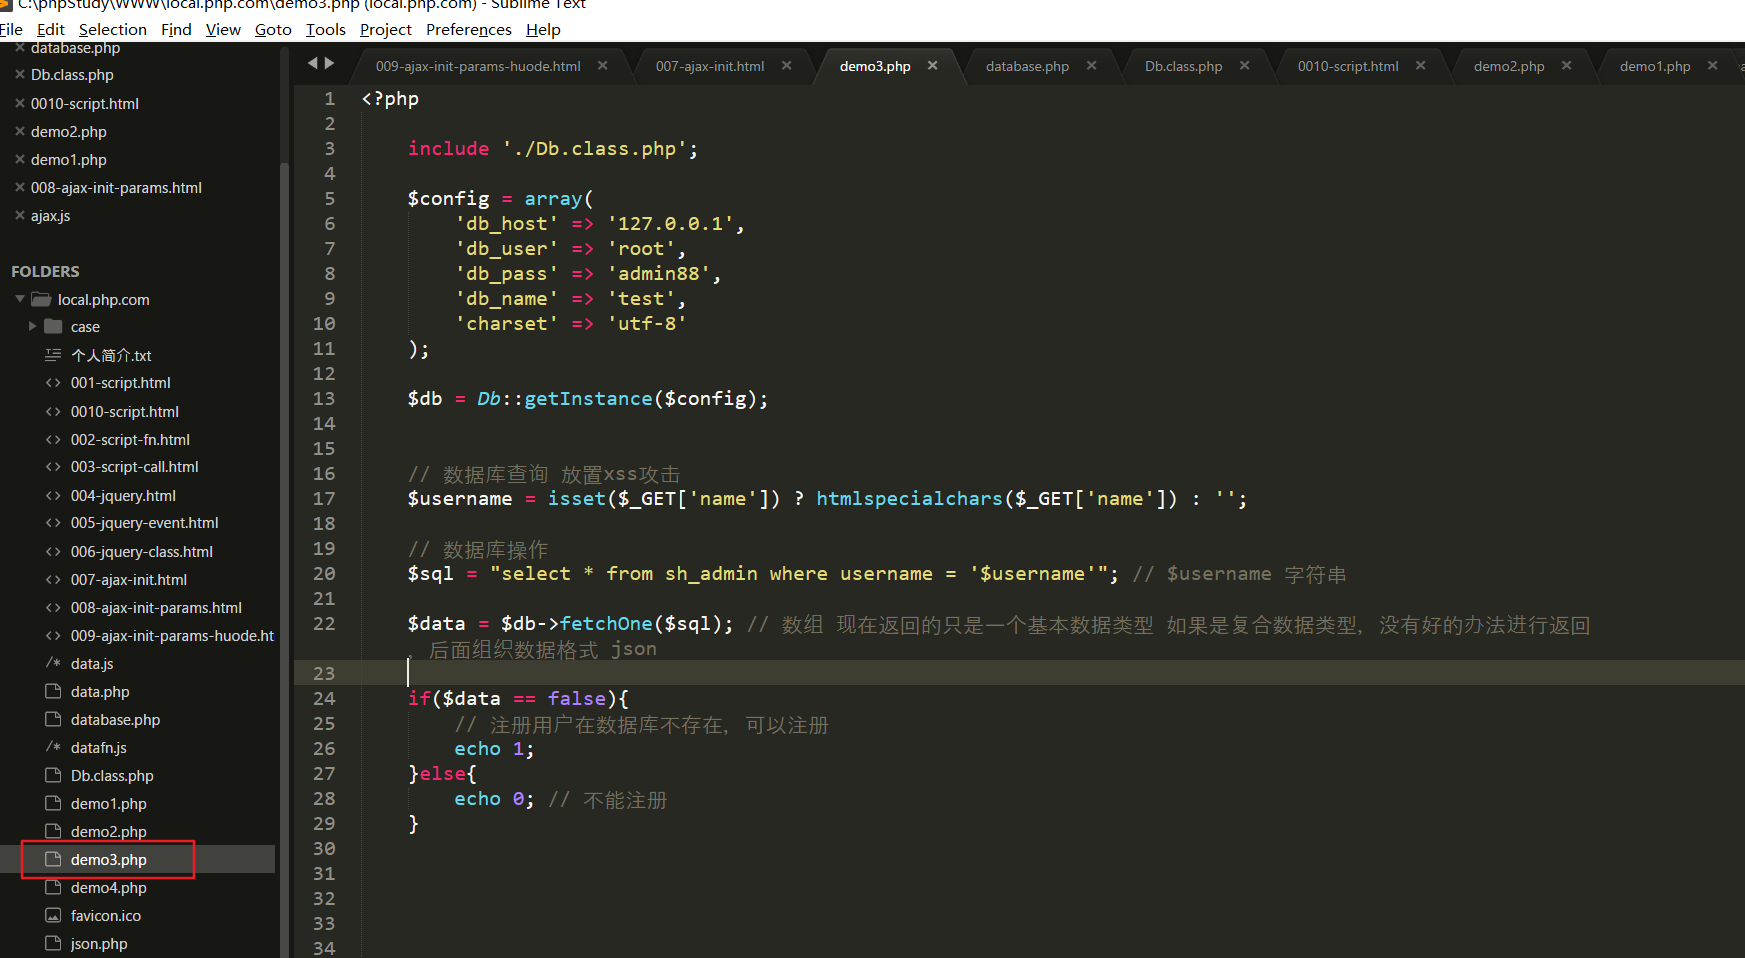 C:\phpStudy\WWW\local.php.com\demo3.php (local.php.com) - Sublime Text
File Edit Selection Find View Goto Tools Project Preferences Help
database.php
Db.class.php
0010-script.html
demo2.php
demo1.php
008-ajax-init-params.html
ajax.js
FOLDERS
local.php.com
case
个人简介.txt
001-script.html
0010-script.html
002-script-fn.html
003-script-call.html
004-jquery.html
005-jquery-event.html
006-jquery-class.html
007-ajax-init.html
008-ajax-init-params.html
009-ajax-init-params-huode.ht
data.js
data.php
database.php
datafn.js
Db.class.php
demo1.php
demo2.php
demo3.php
demo4.php
favicon.ico
json.php
009-ajax-init-params-huode.html 007-ajax-init.html demo3.php database.php Db.class.php 0010-script.html demo2.php demo1.php
1 <?php
2
3 include './Db.class.php';
4
5 $config = array(
6 'db_host' => '127.0.0.1',
7 'db_user' => 'root',
8 'db_pass' => 'admin88',
9 'db_name' => 'test',
10 'charset' => 'utf-8'
11 );
12
13 $db = Db::getInstance($config);
14
15
16 // 数据库查询 放置xss攻击
17 $username = isset($_GET['name']) ? htmlspecialchars($_GET['name']) : '';
18
19 // 数据库操作
20 $sql = "select * from sh_admin where username = '$username'"; // $username 字符串
21
22 $data = $db->fetchOne($sql); // 数组 现在返回的只是一个基本数据类型 如果是复合数据类型，没有好的办法进行返回
，后面组织数据格式 json
23
24 if($data == false){
25 // 注册用户在数据库不存在，可以注册
26 echo 1;
27 }else{
28 echo 0; // 不能注册
29 }
30
31
32
33
34